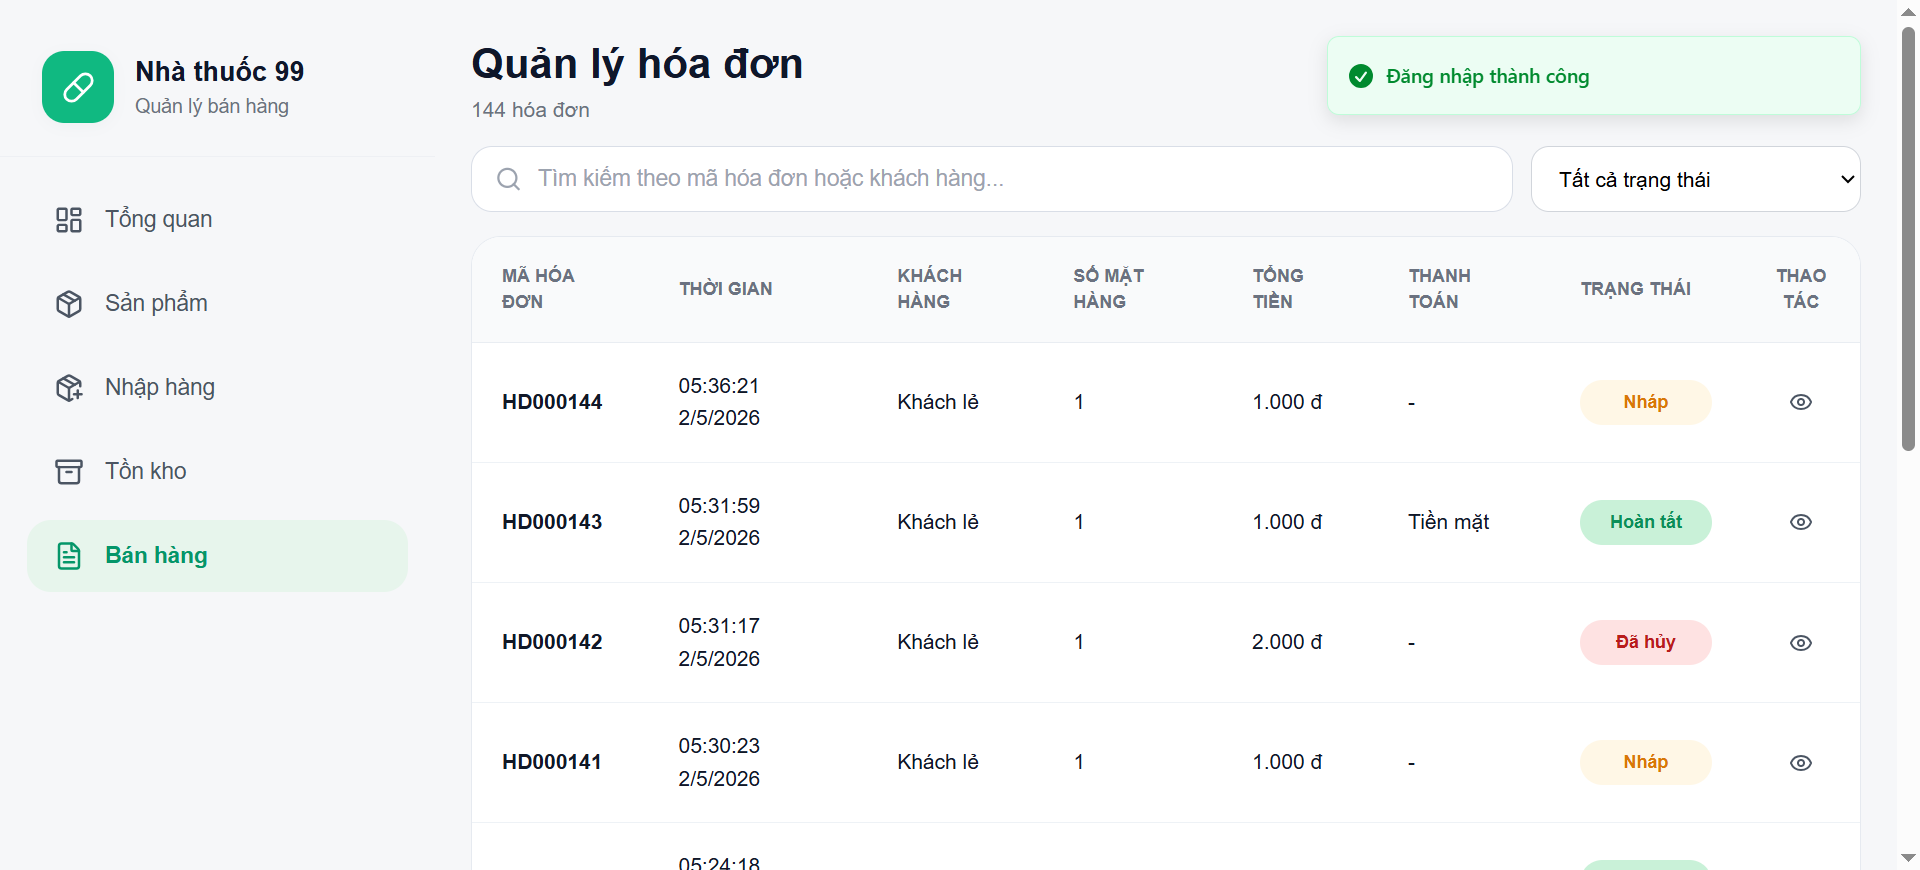 Nhà thuốc 99
Quản lý bán hàng
Tổng quan
Sản phẩm
Nhập hàng
Tồn kho
Bán hàng
Quản lý hóa đơn
144 hóa đơn
Đăng nhập thành công
Tìm kiếm theo mã hóa đơn hoặc khách hàng...
Tất cả trạng thái
MÃ HÓA ĐƠN THỜI GIAN KHÁCH HÀNG SỐ MẶT HÀNG TỔNG TIỀN THANH TOÁN TRẠNG THÁI THAO TÁC
HD000144 05:36:21 2/5/2026 Khách lẻ 1 1.000 đ - Nháp
HD000143 05:31:59 2/5/2026 Khách lẻ 1 1.000 đ Tiền mặt Hoàn tất
HD000142 05:31:17 2/5/2026 Khách lẻ 1 2.000 đ - Đã hủy
HD000141 05:30:23 2/5/2026 Khách lẻ 1 1.000 đ - Nháp
05:24:18